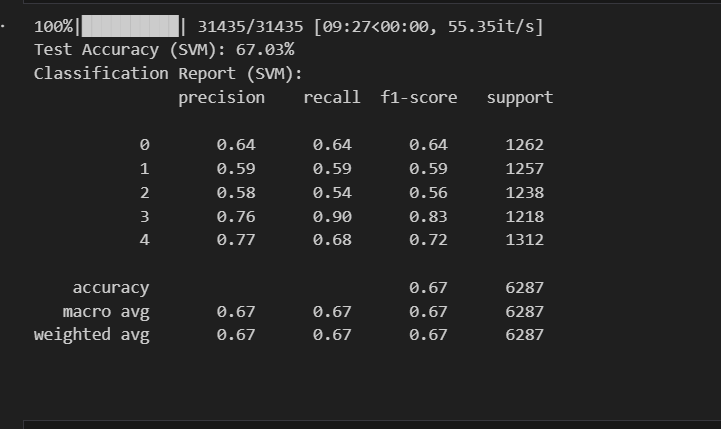 100%|██████████| 31435/31435 [09:27<00:00, 55.35it/s]
Test Accuracy (SVM): 67.03%
Classification Report (SVM):
              precision    recall  f1-score   support

           0       0.64      0.64      0.64      1262
           1       0.59      0.59      0.59      1257
           2       0.58      0.54      0.56      1238
           3       0.76      0.90      0.83      1218
           4       0.77      0.68      0.72      1312

    accuracy                           0.67      6287
   macro avg       0.67      0.67      0.67      6287
weighted avg       0.67      0.67      0.67      6287